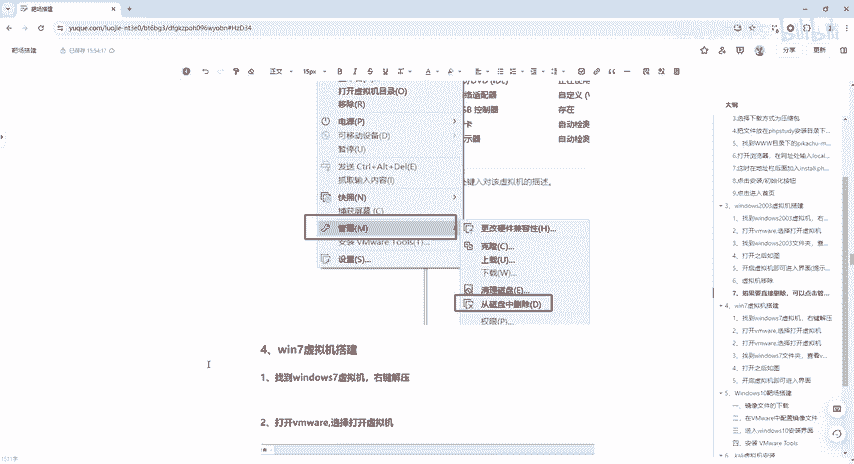 靶场搭建
yuque.com/luojie-nt3e0/bt6bg3/dfgkzpoh096wyobn#HzD34
靶场搭建
已保存 15:54:17
分享
更新
正文
15px
打开虚拟机目录(O)
移除(R)
电源(P)
可移动设备(D)
暂停(U)
发送 Ctrl+Alt+Del(E)
抓取输入内容(I)
快照(N)
捕获屏幕(C)
管理(M)
安装 VMware Tools(T)...
设置(S)...
自定义 (V
存在
自动检测
自动检测
处键入对该虚拟机的描述。
更改硬件兼容性(H)...
克隆(C)...
上载(U)...
下载(W)...
清理磁盘(E)...
从磁盘中删除(D)
权限(P)...
4、win7虚拟机搭建
1、找到windows7虚拟机，右键解压
2、打开vmware,选择打开虚拟机
大纲
3.选择下载方式为压缩包
4.把文件放在phpstudy安装目录下...
5、找到WWW目录下的pikachu-m...
6.打开浏览器，在网址处输入local...
7.这时在地址栏后面加入install.ph...
8.点击安装/初始化按钮
9.点击进入首页
3、windows2003虚拟机搭建
1、找到windows2003虚拟机，右...
2、打开vmware,选择打开虚拟机
3、找到windows2003文件夹，查...
4、打开之后如图
5、开启虚拟机即可进入界面(提示...
6、虚拟机移除
7、如果要直接删除，可以点击管...
4、win7虚拟机搭建
1、找到windows7虚拟机，右键解压
2、打开vmware,选择打开虚拟机
2、打开vmware,选择打开虚拟机
3、找到windows7文件夹，查看v...
4、打开之后如图
5、开启虚拟机即可进入界面
5、Windows10靶场搭建
一、镜像文件的下载
二、在VMware中配置镜像文件
三、进入windows10安装界面
四、安装 VMware Tools
6、kali虚拟机安装